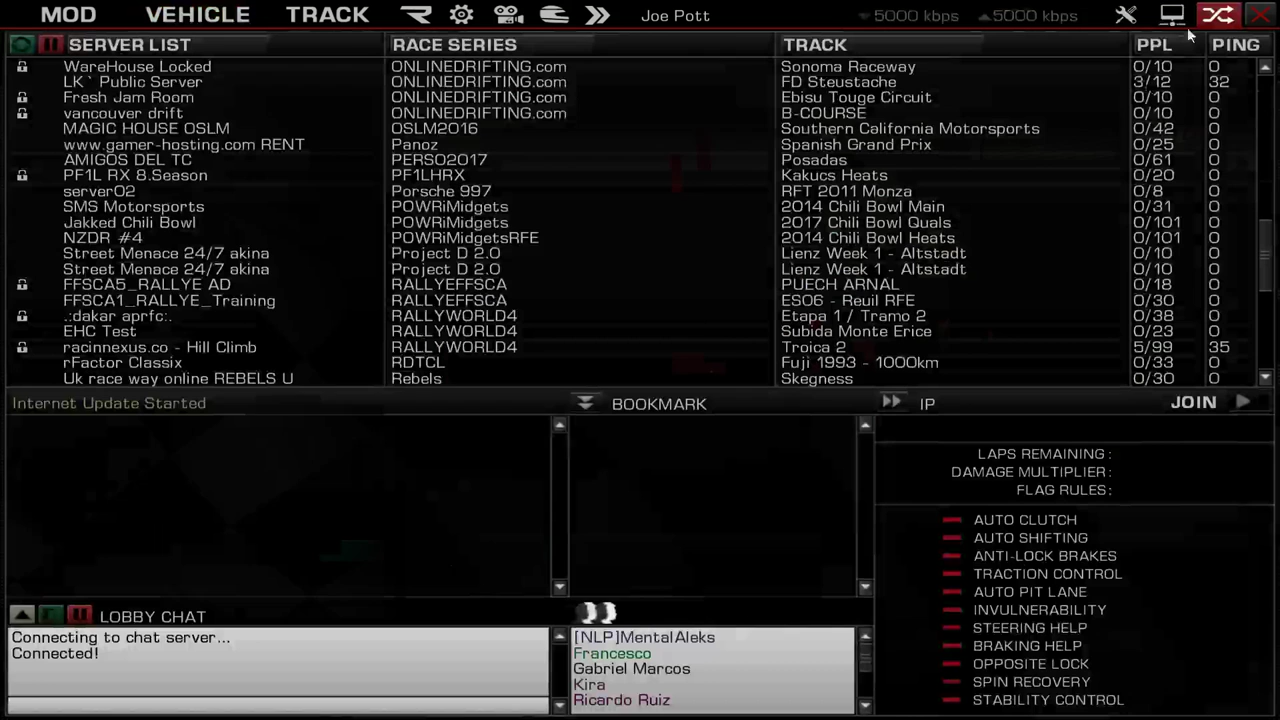 MOD VEHICLE TRACK Joe Pott 5000 kbps 5000 kbps
SERVER LIST RACE SERIES TRACK PPL PING
WareHouse Locked ONLINEDRIFTING.com Sonoma Raceway 0/10 0
LK` Public Server ONLINEDRIFTING.com FD Steustache 3/12 32
Fresh Jam Room ONLINEDRIFTING.com Ebisu Touge Circuit 0/10 0
vancouver drift ONLINEDRIFTING.com B-COURSE 0/10 0
MAGIC HOUSE OSLM OSLM2016 Southern California Motorsports 0/42 0
www.gamer-hosting.com RENT Panoz Spanish Grand Prix 0/25 0
AMIGOS DEL TC PERSO2017 Posadas 0/61 0
PF1L RX 8.Season PF1LHRX Kakucs Heats 0/20 0
server02 Porsche 997 RFT 2011 Monza 0/8 0
SMS Motorsports POWRiMidgets 2014 Chili Bowl Main 0/31 0
Jakked Chili Bowl POWRiMidgets 2017 Chili Bowl Quals 0/101 0
NZDR #4 POWRiMidgetsRFE 2014 Chili Bowl Heats 0/101 0
Street Menace 24/7 akina Project D 2.0 Lienz Week 1 - Altstadt 0/10 0
Street Menace 24/7 akina Project D 2.0 Lienz Week 1 - Altstadt 0/10 0
FFSCA5_RALLYE AD RALLYEFFSCA PUECH ARNAL 0/18 0
FFSCA1_RALLYE_Training RALLYEFFSCA ES06 - Reuil RFE 0/30 0
.:dakar aprfc:. RALLYWORLD4 Etapa 1 / Tramo 2 0/38 0
EHC Test RALLYWORLD4 Subida Monte Erice 0/23 0
racinnexus.co - Hill Climb RALLYWORLD4 Troica 2 5/99 35
rFactor Classix RDTCL Fuji 1993 - 1000km 0/33 0
Uk race way online REBELS U Rebels Skegness 0/30 0
Internet Update Started BOOKMARK IP JOIN
LAPS REMAINING :
DAMAGE MULTIPLIER :
FLAG RULES :
AUTO CLUTCH
AUTO SHIFTING
ANTI-LOCK BRAKES
TRACTION CONTROL
AUTO PIT LANE
INVULNERABILITY
STEERING HELP
BRAKING HELP
OPPOSITE LOCK
SPIN RECOVERY
STABILITY CONTROL
LOBBY CHAT
Connecting to chat server...
Connected!
[NLP]MentalAleks
Francesco
Gabriel Marcos
Kira
Ricardo Ruiz